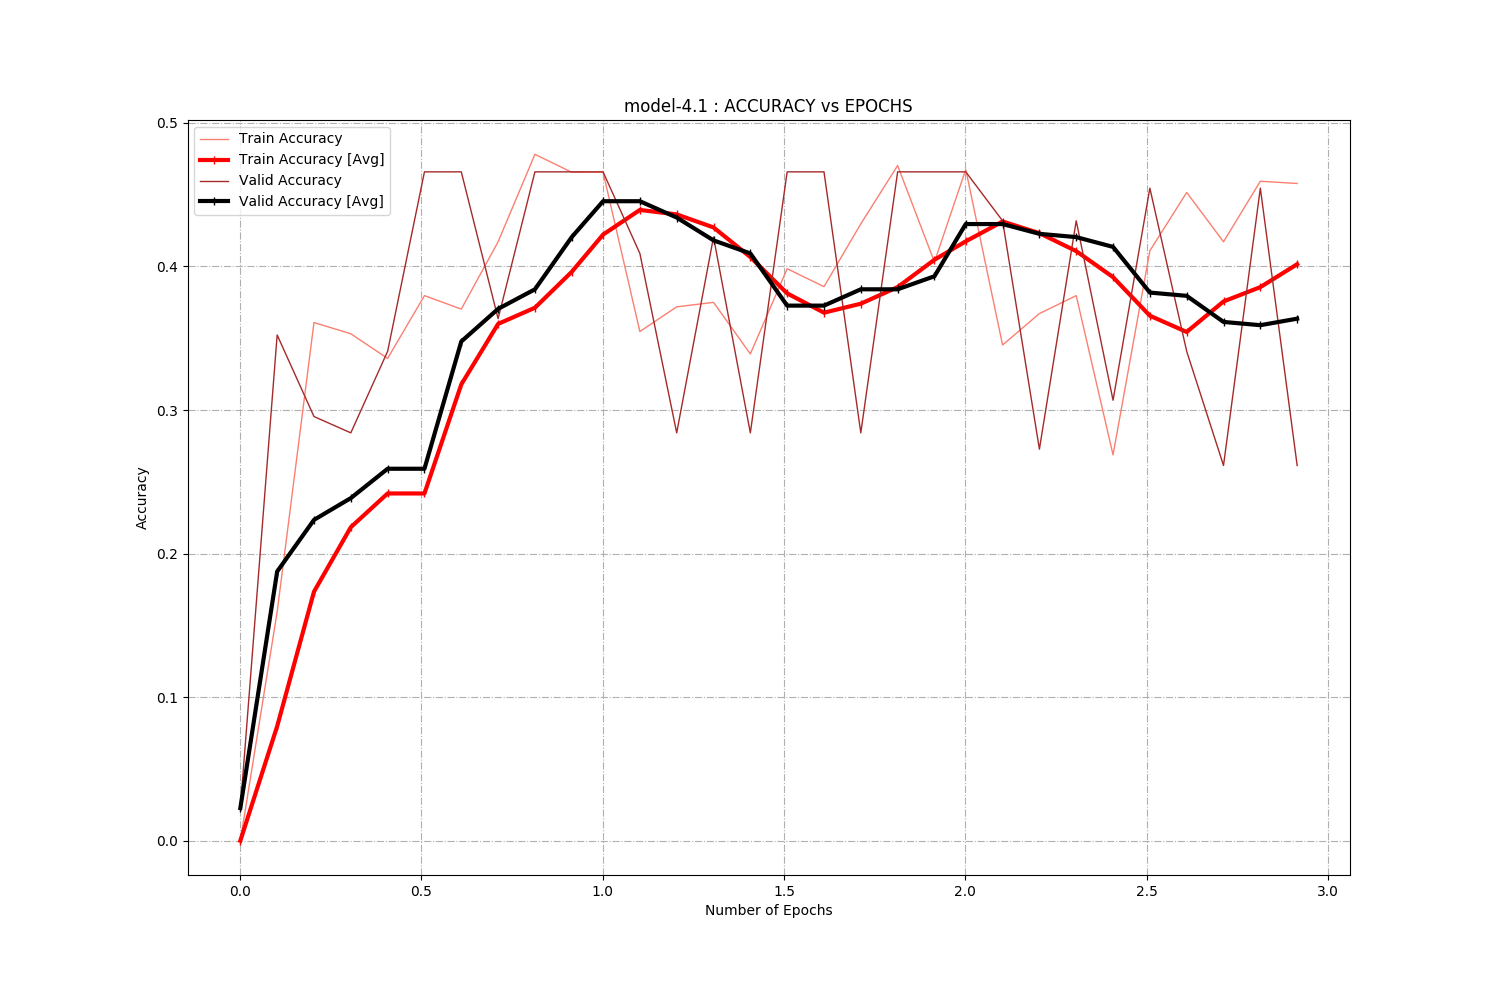 model-4.1 : ACCURACY vs EPOCHS
Train Accuracy
Train Accuracy [Avg]
Valid Accuracy
Valid Accuracy [Avg]
0.5
0.4
0.3
0.2
0.1
0.0
Accuracy
0.0 0.5 1.0 1.5 2.0 2.5 3.0
Number of Epochs